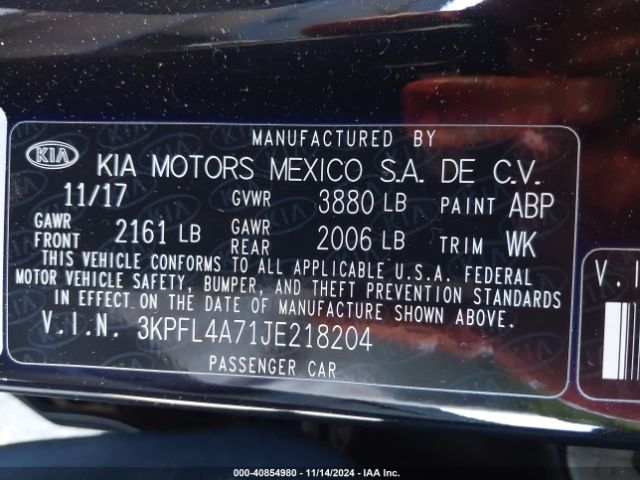 MANUFACTURED BY
KIA KIA MOTORS MEXICO S.A. DE C.V.
11/17 GVWR 3880 LB PAINT ABP
GAWR FRONT 2161 LB GAWR REAR 2006 LB TRIM WK
THIS VEHICLE CONFORMS TO ALL APPLICABLE U.S.A. FEDERAL
MOTOR VEHICLE SAFETY, BUMPER, AND THEFT PREVENTION STANDARDS
IN EFFECT ON THE DATE OF MANUFACTURE SHOWN ABOVE.
V.I.N. 3KPFL4A71JE218204
PASSENGER CAR
V.I
000-40854980 - 11/14/2024 - IAA Inc.